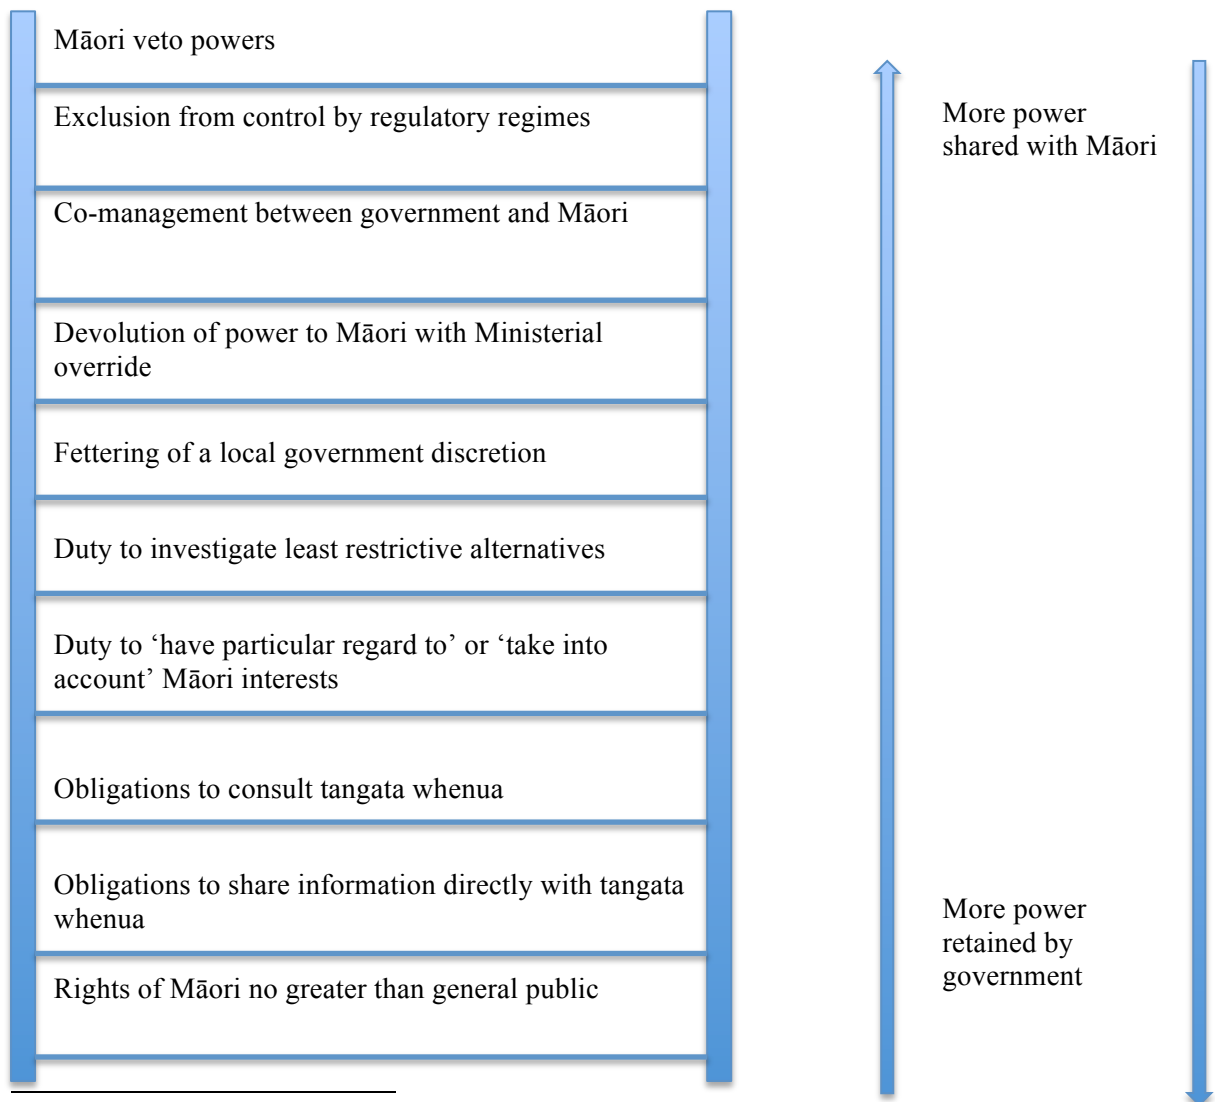 Māori veto powers
Exclusion from control by regulatory regimes
Co-management between government and Māori
Devolution of power to Māori with Ministerial
override
Fettering of a local government discretion
Duty to investigate least restrictive alternatives
Duty to ‘have particular regard to’ or ‘take into
account’ Māori interests
Obligations to consult tangata whenua
Obligations to share information directly with tangata
whenua
Rights of Māori no greater than general public
More power
shared with Māori
More power
retained by
government